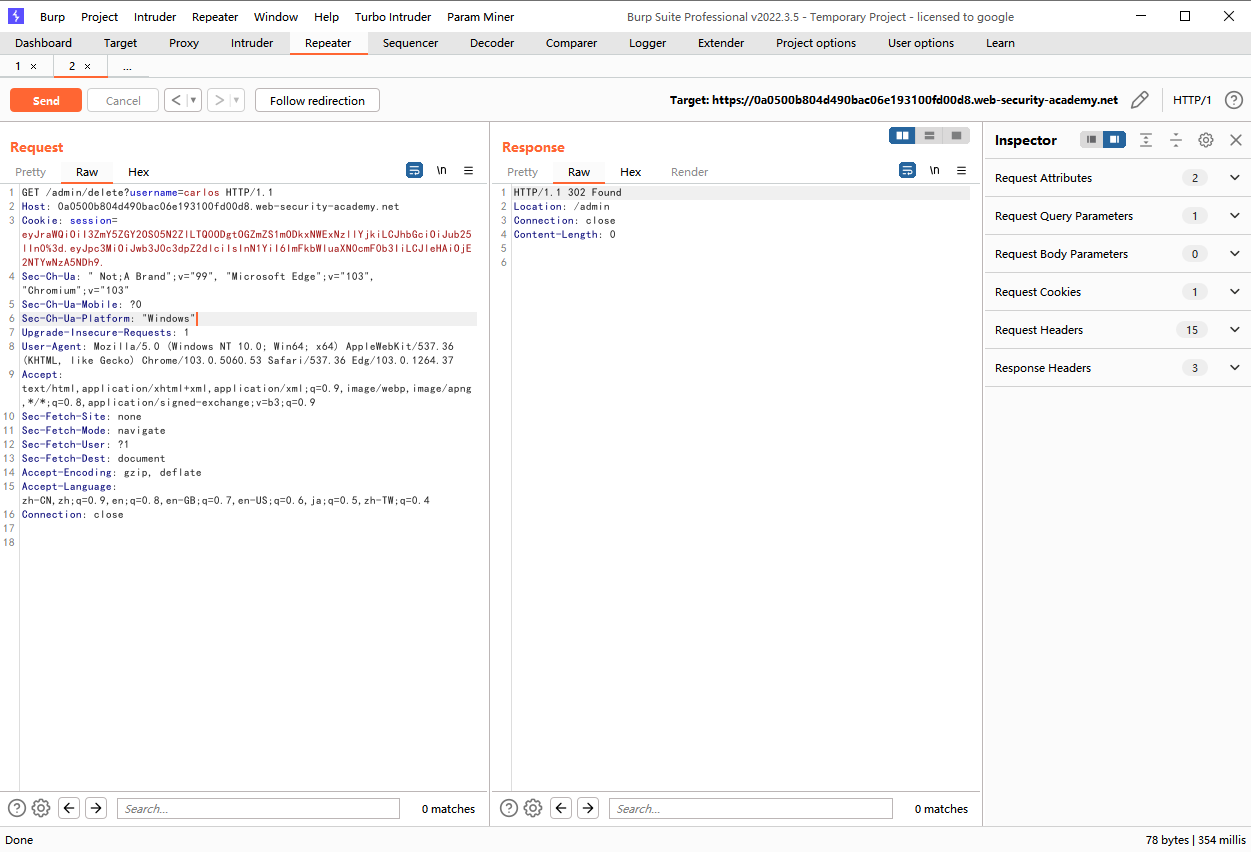 Burp Project Intruder Repeater Window Help Turbo Intruder Param Miner Burp Suite Professional v2022.3.5 - Temporary Project - licensed to google
Dashboard Target Proxy Intruder Repeater Sequencer Decoder Comparer Logger Extender Project options User options Learn
1 × 2 × ...
Send Cancel < > Follow redirection Target: https://0a0500b804d490bac06e193100fd00d8.web-security-academy.net HTTP/1 ?
Request
Pretty Raw Hex \n
1 GET /admin/delete?username=carlos HTTP/1.1
2 Host: 0a0500b804d490bac06e193100fd00d8.web-security-academy.net
3 Cookie: session=
4 Sec-Ch-Ua: " Not;A Brand";v="99", "Microsoft Edge";v="103",
"Chromium";v="103"
5 Sec-Ch-Ua-Mobile: ?0
6 Sec-Ch-Ua-Platform: "Windows"
7 Upgrade-Insecure-Requests: 1
8 User-Agent: Mozilla/5.0 (Windows NT 10.0; Win64; x64) AppleWebKit/537.36
(KHTML, like Gecko) Chrome/103.0.5060.53 Safari/537.36 Edg/103.0.1264.37
9 Accept:
text/html,application/xhtml+xml,application/xml;q=0.9,image/webp,image/apng
,*/*;q=0.8,application/signed-exchange;v=b3;q=0.9
10 Sec-Fetch-Site: none
11 Sec-Fetch-Mode: navigate
12 Sec-Fetch-User: ?1
13 Sec-Fetch-Dest: document
14 Accept-Encoding: gzip, deflate
15 Accept-Language:
zh-CN,zh;q=0.9,en;q=0.8,en-GB;q=0.7,en-US;q=0.6,ja;q=0.5,zh-TW;q=0.4
16 Connection: close
17
18
Response
Pretty Raw Hex Render \n
1 HTTP/1.1 302 Found
2 Location: /admin
3 Connection: close
4 Content-Length: 0
5
6
Inspector
Request Attributes 2
Request Query Parameters 1
Request Body Parameters 0
Request Cookies 1
Request Headers 15
Response Headers 3
? Search... 0 matches
? Search... 0 matches
Done 78 bytes | 354 millis